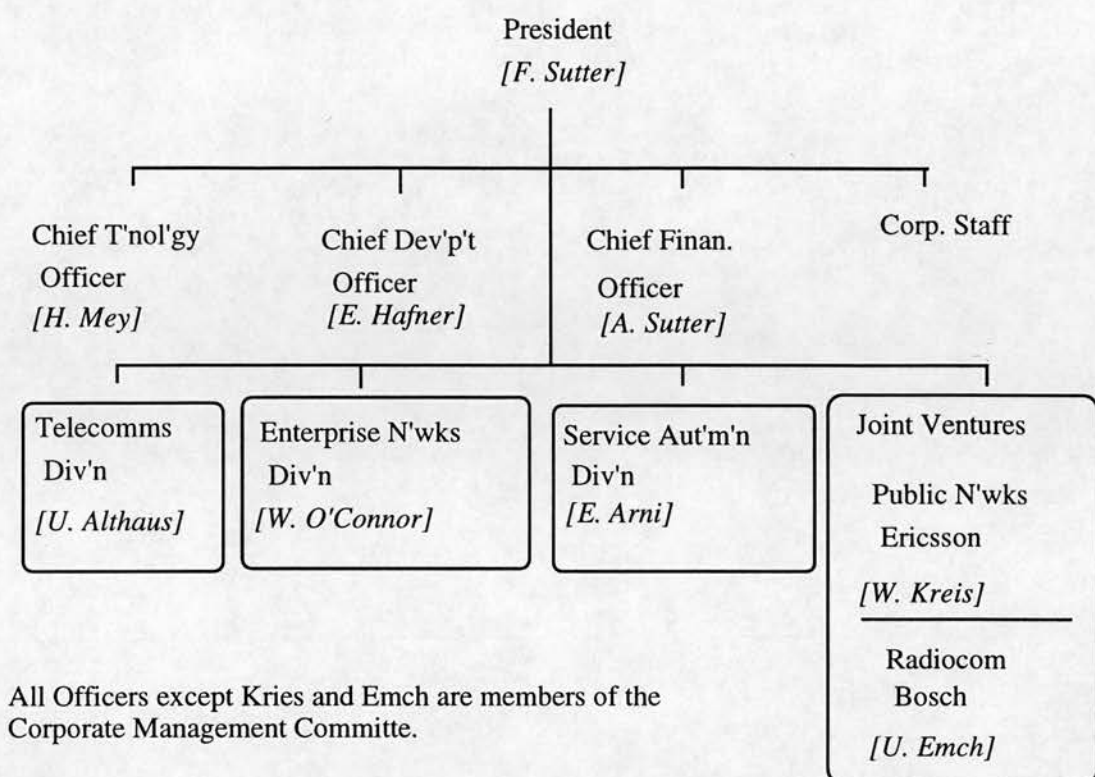 President
[F. Sutter]
Chief T'nol'gy
Officer
[H. Mey]
Chief Dev'p't
Officer
[E. Hafner]
Chief Finan.
Officer
[A. Sutter]
Corp. Staff
Telecomms
Div'n
[U. Althaus]
Enterprise N'wks
Div'n
[W. O'Connor]
Service Aut'm'n
Div'n
[E. Arni]
Joint Ventures
Public N'wks
Ericsson
[W. Kreis]
Radiocom
Bosch
[U. Emch]
All Officers except Kries and Emch are members of the
Corporate Management Committe.